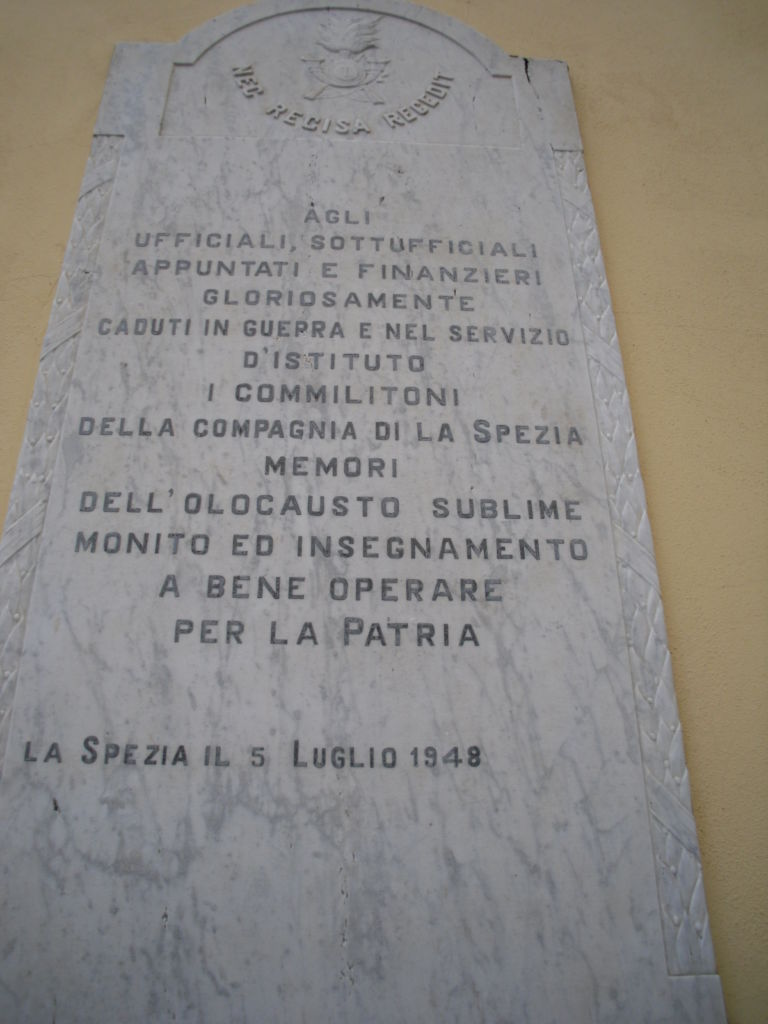 NEC RECISA RECEDIT
AGLI
UFFICIALI, SOTTUFFICIALI
APPUNTATI E FINANZIERI
GLORIOSAMENTE
CADUTI IN GUERRA E NEL SERVIZIO
D'ISTITUTO
I COMMILITONI
DELLA COMPAGNIA DI LA SPEZIA
MEMORI
DELL'OLOCAUSTO SUBLIME
MONITO ED INSEGNAMENTO
A BENE OPERARE
PER LA PATRIA
LA SPEZIA IL 5 LUGLIO 1948